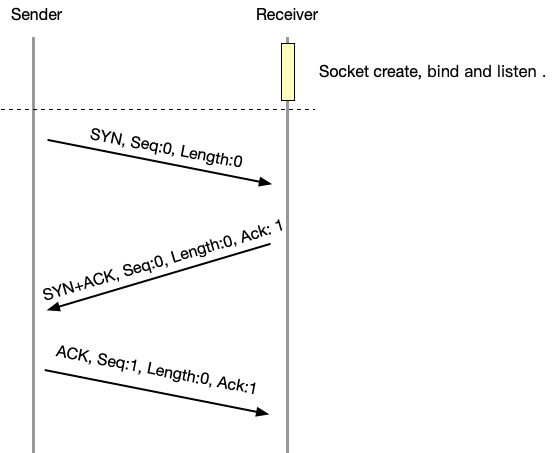 Sender
Receiver
Socket create, bind and listen .
SYN, Seq:0, Length:0
SYN+ACK, Seq:0, Length:0, Ack: 1
ACK, Seq:1, Length:0, Ack:1